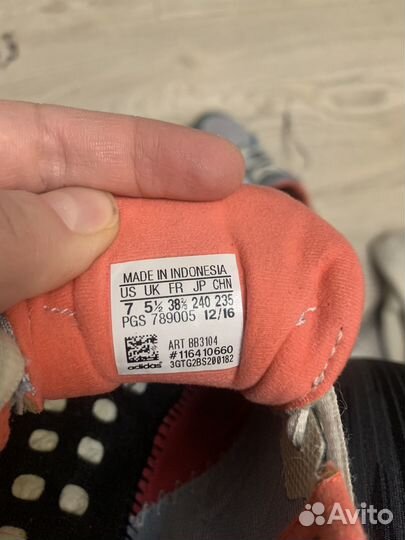 MADE IN INDONESIA
US UK FR JP CHN
7 5½ 38⅔ 240 235
PGS 789005 12/16
ART BB3104
#116410660
adidas 3GTG2BS200182
Avito